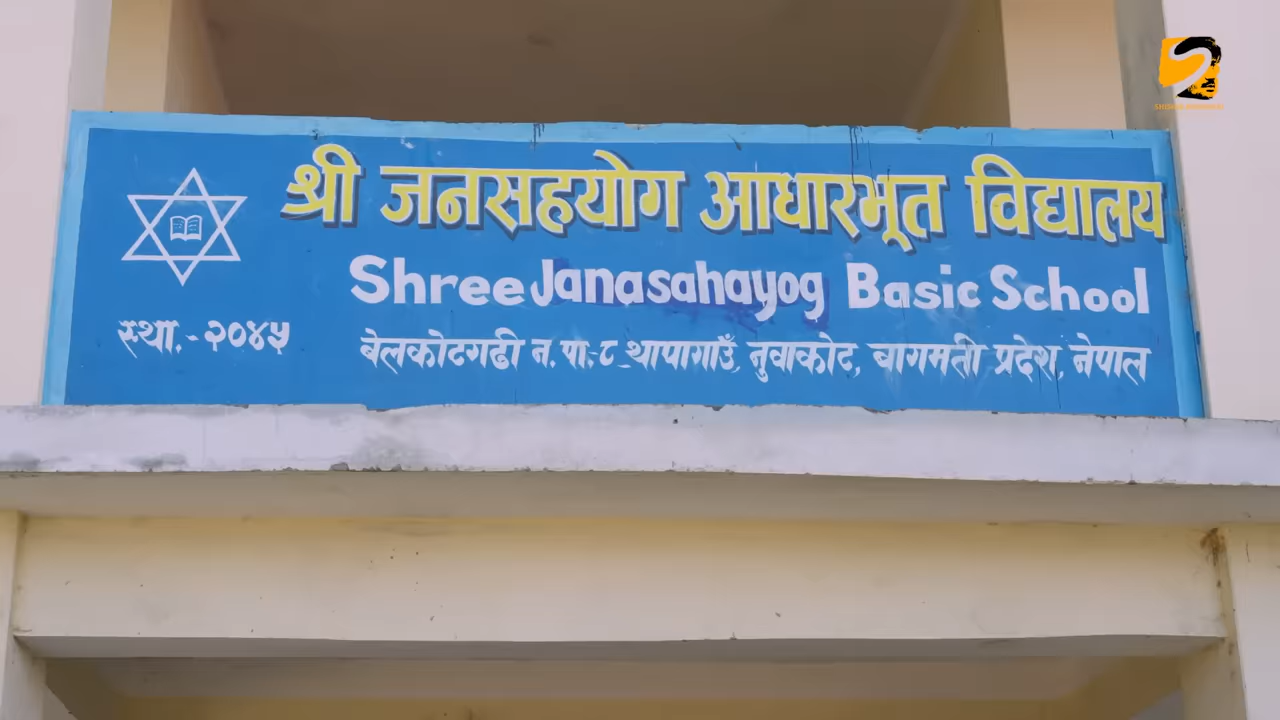 श्री जनसहयोग आधारभूत विद्यालय
Shree Janasahayog Basic School
स्था.-२०४५
बेलकोटगढी न. पा.-८ थापागाउँ, नुवाकोट, बागमती प्रदेश, नेपाल